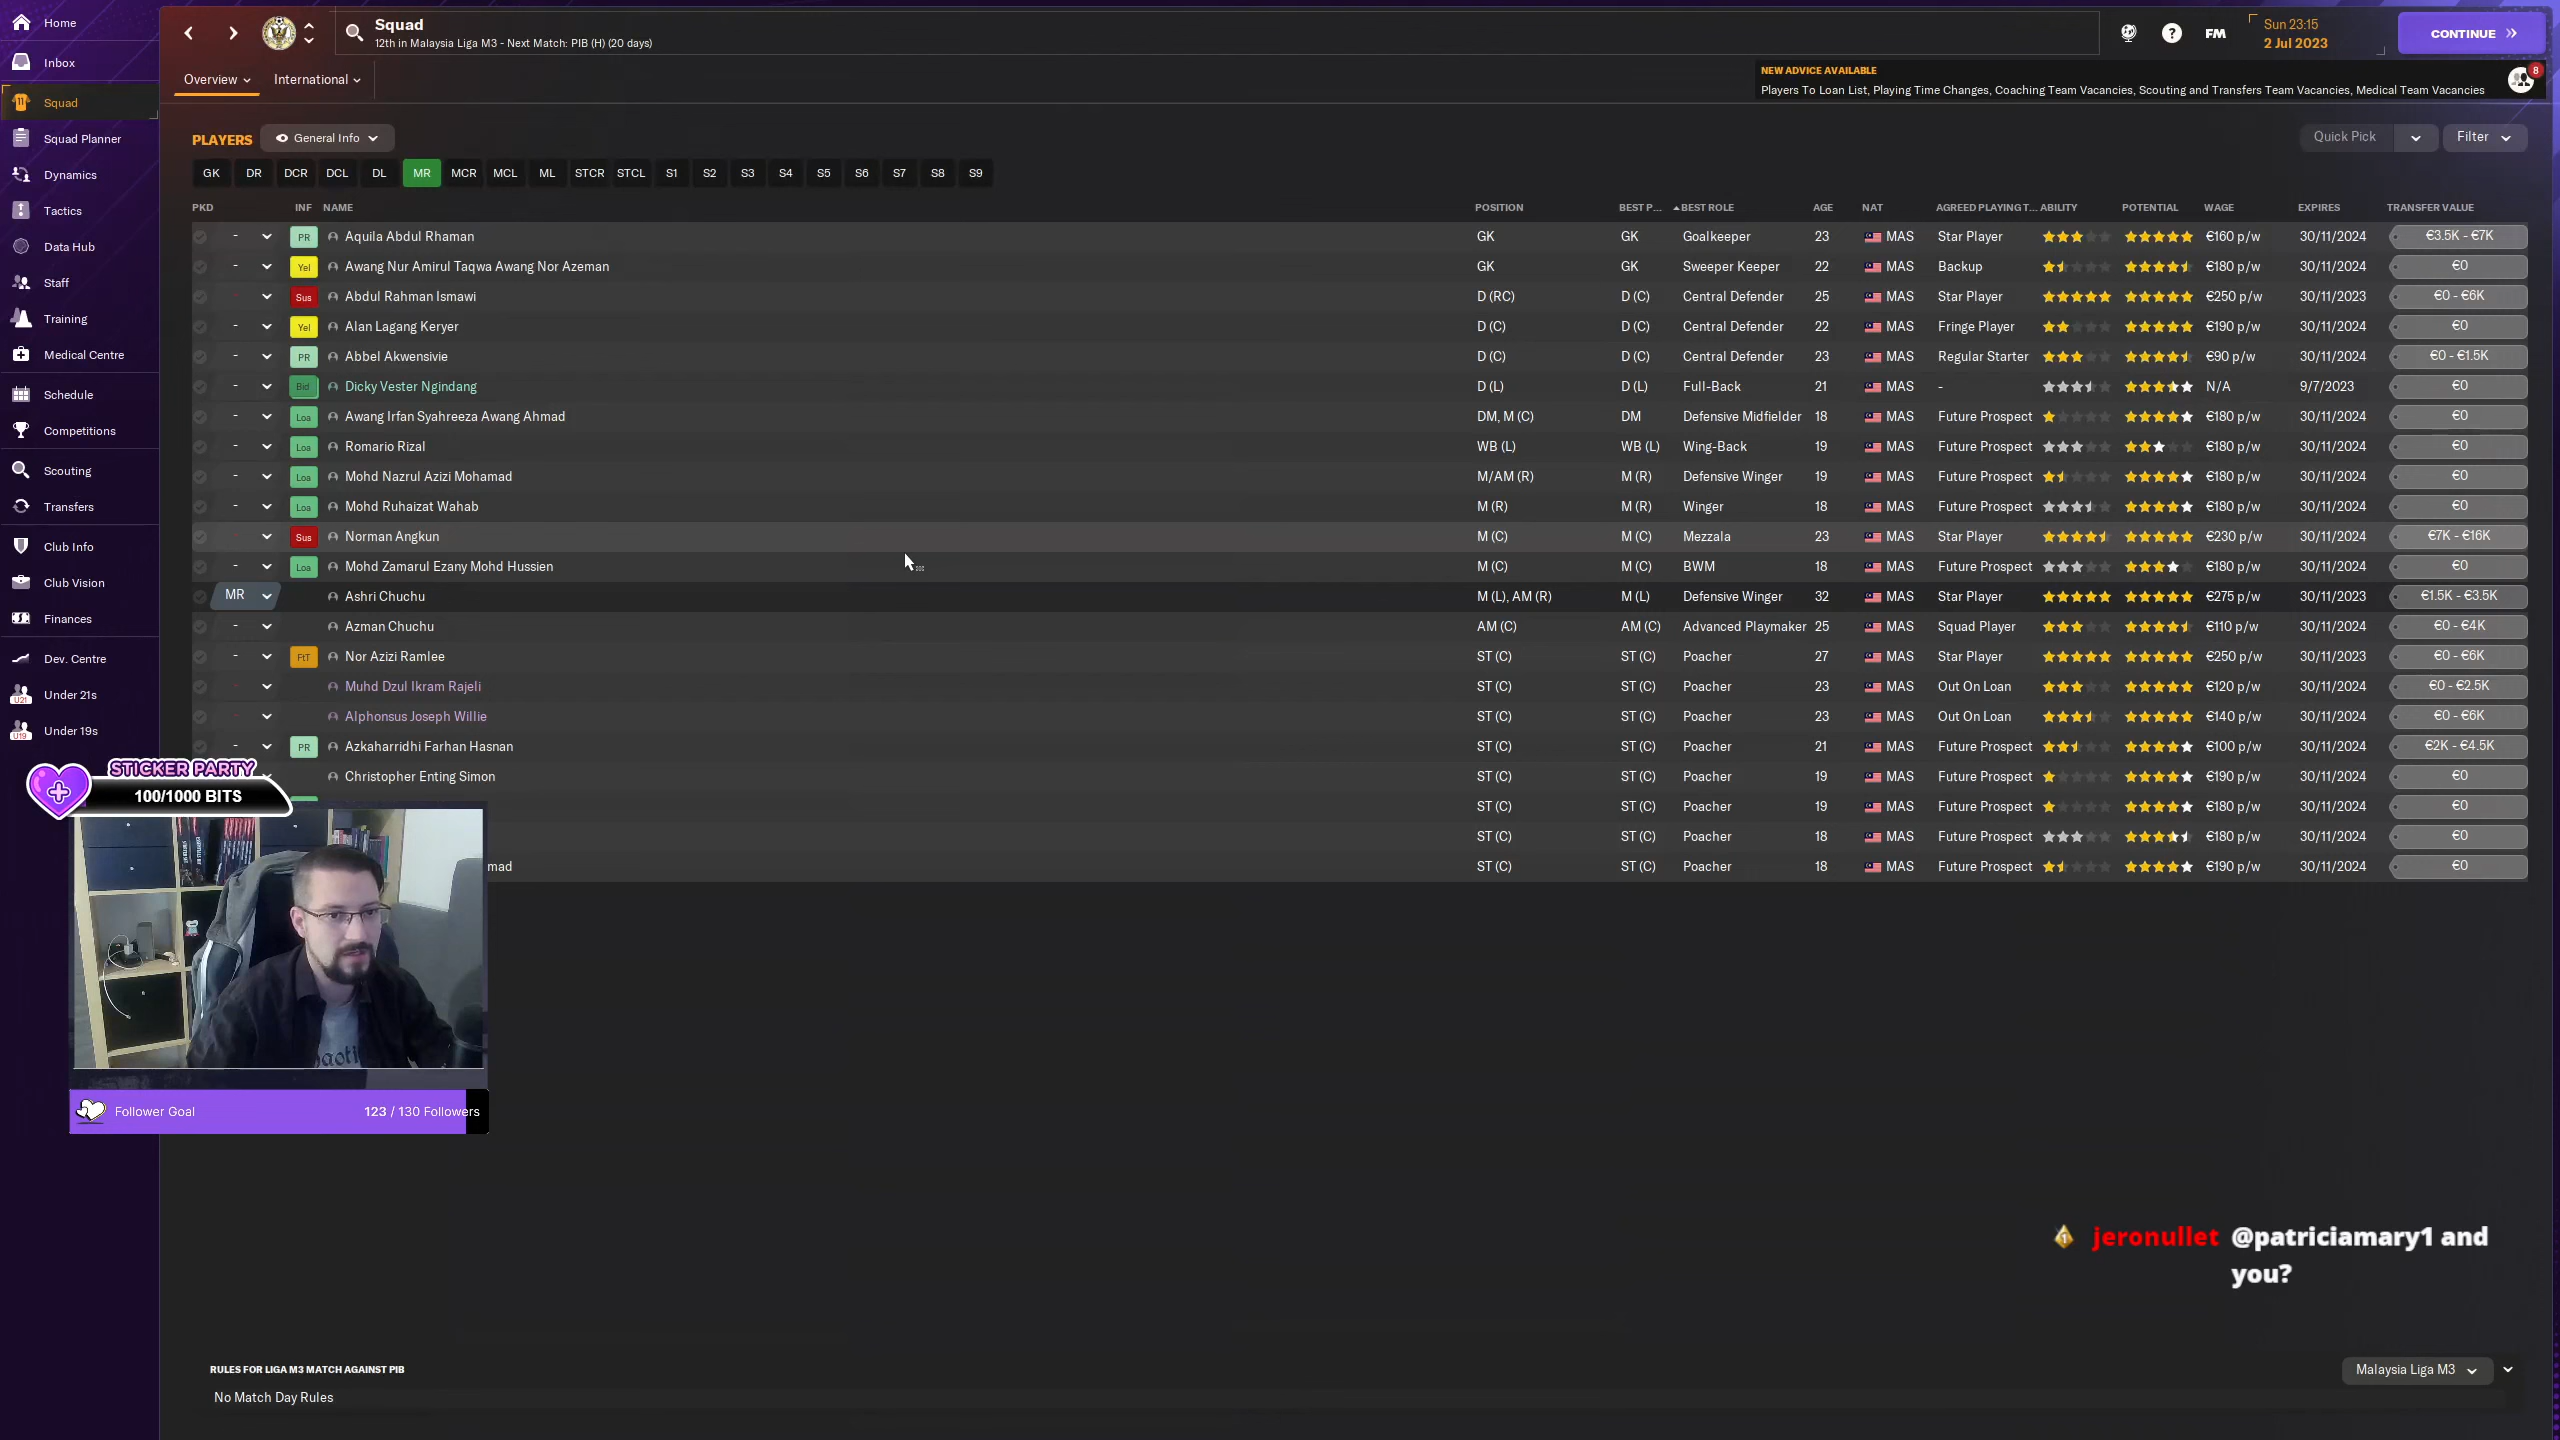 Home
Inbox
Squad
Squad Planner
Dynamics
Tactics
Data Hub
Staff
Training
Medical Centre
Schedule
Competitions
Scouting
Transfers
Club Info
Club Vision
Finances
Dev. Centre
Under 21s
Under 19s
Squad
12th in Malaysia Liga M3 - Next Match: PIB (H) (20 days)
FM
Sun 23:15
2 Jul 2023
CONTINUE
Overview International
NEW ADVICE AVAILABLE
Players To Loan List, Playing Time Changes, Coaching Team Vacancies, Scouting and Transfers Team Vacancies, Medical Team Vacancies
8
PLAYERS General Info Quick Pick Filter
GK DR DCR DCL DL MR MCR MCL ML STCR STCL S1 S2 S3 S4 S5 S6 S7 S8 S9
PKD INF NAME POSITION BEST P... BEST ROLE AGE NAT AGREED PLAYING T... ABILITY POTENTIAL WAGE EXPIRES TRANSFER VALUE
- PR Aquila Abdul Rhaman GK GK Goalkeeper 23 MAS Star Player €160 p/w 30/11/2024 €3.5K - €7K
- Yel Awang Nur Amirul Taqwa Awang Nor Azeman GK GK Sweeper Keeper 22 MAS Backup €180 p/w 30/11/2024 €0
Sus Abdul Rahman Ismawi D (RC) D (C) Central Defender 25 MAS Star Player €250 p/w 30/11/2023 €0 - €6K
- Yel Alan Lagang Keryer D (C) D (C) Central Defender 22 MAS Fringe Player €190 p/w 30/11/2024 €0
- PR Abbel Akwensivie D (C) D (C) Central Defender 23 MAS Regular Starter €90 p/w 30/11/2024 €0 - €1.5K
- Bid Dicky Vester Ngindang D (L) D (L) Full-Back 21 MAS - N/A 9/7/2023 €0
- Loa Awang Irfan Syahreeza Awang Ahmad DM, M (C) DM Defensive Midfielder 18 MAS Future Prospect €180 p/w 30/11/2024 €0
- Loa Romario Rizal WB (L) WB (L) Wing-Back 19 MAS Future Prospect €180 p/w 30/11/2024 €0
- Loa Mohd Nazrul Azizi Mohamad M/AM (R) M (R) Defensive Winger 19 MAS Future Prospect €180 p/w 30/11/2024 €0
- Loa Mohd Ruhaizat Wahab M (R) M (R) Winger 18 MAS Future Prospect €180 p/w 30/11/2024 €0
Sus Norman Angkun M (C) M (C) Mezzala 23 MAS Star Player €230 p/w 30/11/2024 €7K - €16K
- Loa Mohd Zamarul Ezany Mohd Hussien M (C) M (C) BWM 18 MAS Future Prospect €180 p/w 30/11/2024 €0
MR Ashri Chuchu M (L), AM (R) M (L) Defensive Winger 32 MAS Star Player €275 p/w 30/11/2023 €1.5K - €3.5K
- Azman Chuchu AM (C) AM (C) Advanced Playmaker 25 MAS Squad Player €110 p/w 30/11/2024 €0 - €4K
- FtT Nor Azizi Ramlee ST (C) ST (C) Poacher 27 MAS Star Player €250 p/w 30/11/2023 €0 - €6K
Muhd Dzul Ikram Rajeli ST (C) ST (C) Poacher 23 MAS Out On Loan €120 p/w 30/11/2024 €0 - €2.5K
Alphonsus Joseph Willie ST (C) ST (C) Poacher 23 MAS Out On Loan €140 p/w 30/11/2024 €0 - €6K
- PR Azkaharridhi Farhan Hasnan ST (C) ST (C) Poacher 21 MAS Future Prospect €100 p/w 30/11/2024 €2K - €4.5K
Christopher Enting Simon ST (C) ST (C) Poacher 19 MAS Future Prospect €190 p/w 30/11/2024 €0
ST (C) ST (C) Poacher 19 MAS Future Prospect €180 p/w 30/11/2024 €0
ST (C) ST (C) Poacher 18 MAS Future Prospect €180 p/w 30/11/2024 €0
mad ST (C) ST (C) Poacher 18 MAS Future Prospect €190 p/w 30/11/2024 €0
STICKER PARTY
100/1000 BITS
Follower Goal 123 / 130 Followers
jeronullet @patriciamary1 and
you?
RULES FOR LIGA M3 MATCH AGAINST PIB
Malaysia Liga M3
No Match Day Rules